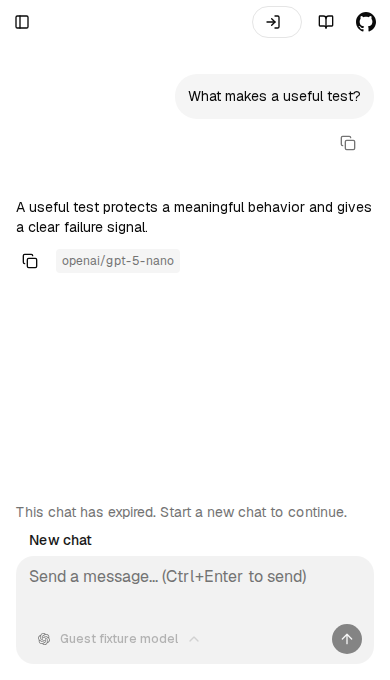 What makes a useful test?
A useful test protects a meaningful behavior and gives
a clear failure signal.
openai/gpt-5-nano
This chat has expired. Start a new chat to continue.
New chat
Send a message... (Ctrl+Enter to send)
Guest fixture model